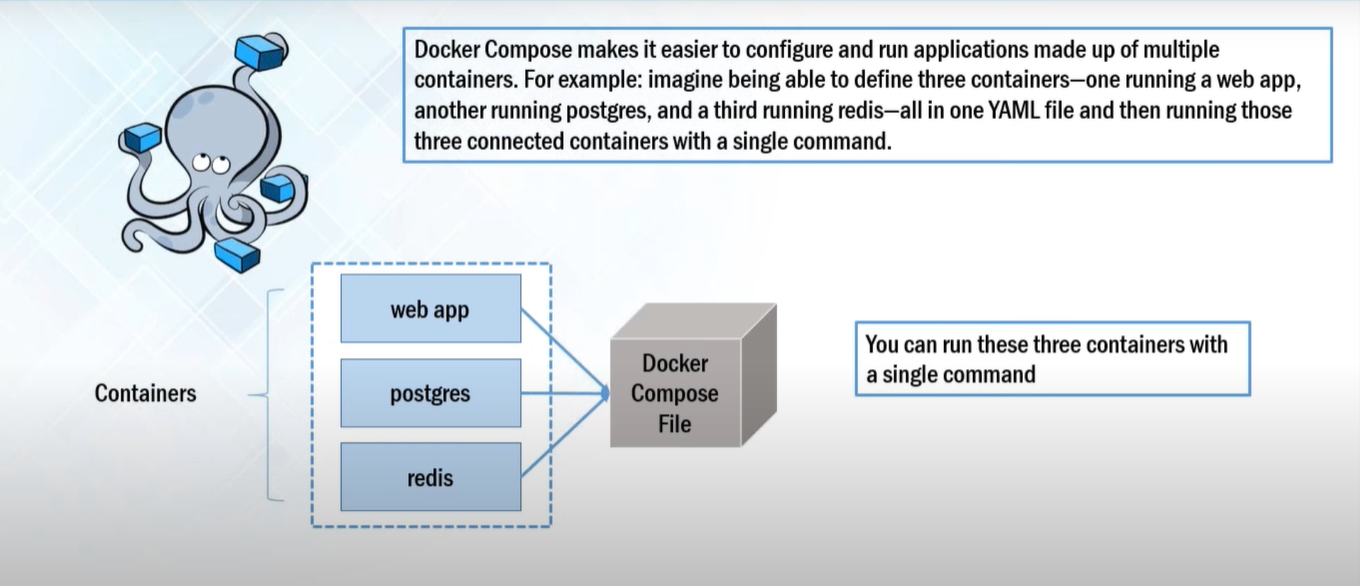 Docker Compose makes it easier to configure and run applications made up of multiple
containers. For example: imagine being able to define three containers—one running a web app,
another running postgres, and a third running redis—all in one YAML file and then running those
three connected containers with a single command.
web app
postgres
redis
Containers
Docker
Compose
File
You can run these three containers with
a single command